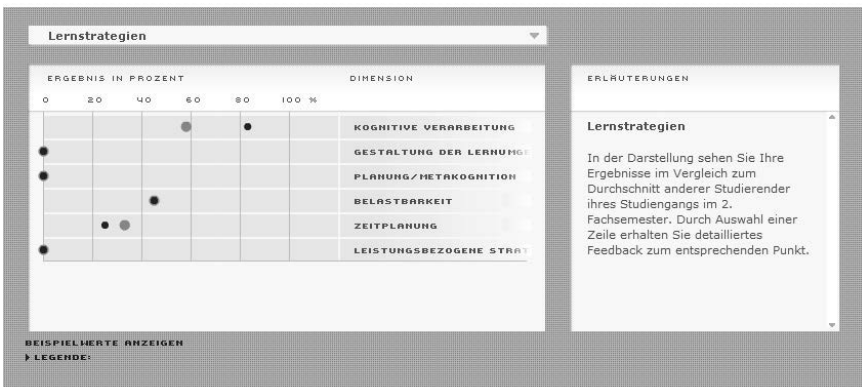 Lernstrategien
ERGEBNIS IN PROZENT
DIMENSION
0 20 40 60 80 100 %
KOGNITIVE VERARBEITUNG
GESTALTUNG DER LERNUMGE
PLANUNG/METAKOGNITION
BELASTBARKEIT
ZEITPLANUNG
LEISTUNGSBEZOGENE STRAT
ERLÄUTERUNGEN
Lernstrategien
In der Darstellung sehen Sie Ihre
Ergebnisse im Vergleich zum
Durchschnitt anderer Studierender
ihres Studiengangs im 2.
Fachsemester. Durch Auswahl einer
Zeile erhalten Sie detailliertes
Feedback zum entsprechenden Punkt.
BEISPIELWERTE ANZEIGEN
LEGENDE: